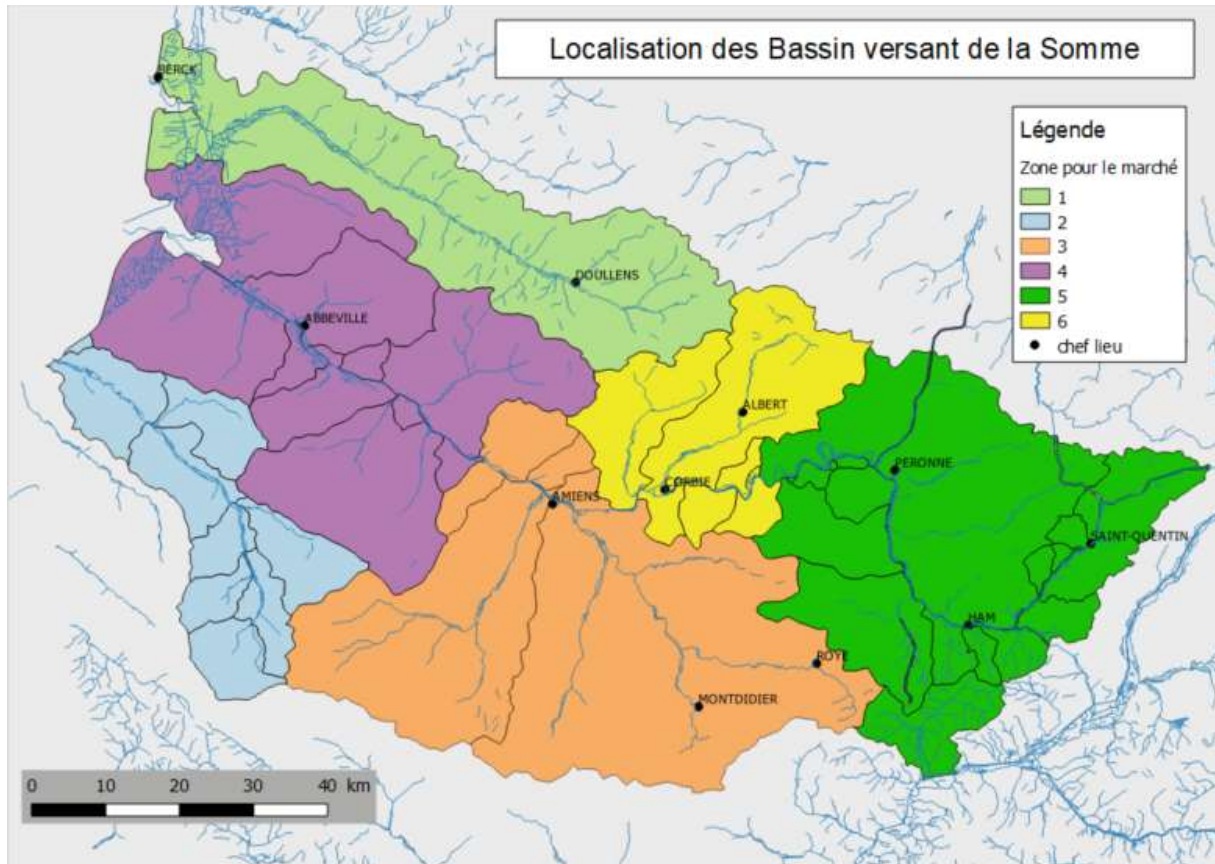 Localisation des Bassin versant de la Somme
BERCK
Légende
Zone pour le marché
1
2
3
4
5
6
chef lieu
DOULLENS
ABBEVILLE
ALBERT
PERONNE
CORBIE
AMIENS
SAINT-QUENTIN
HAM
ROYE
MONTDIDIER
0 10 20 30 40 km